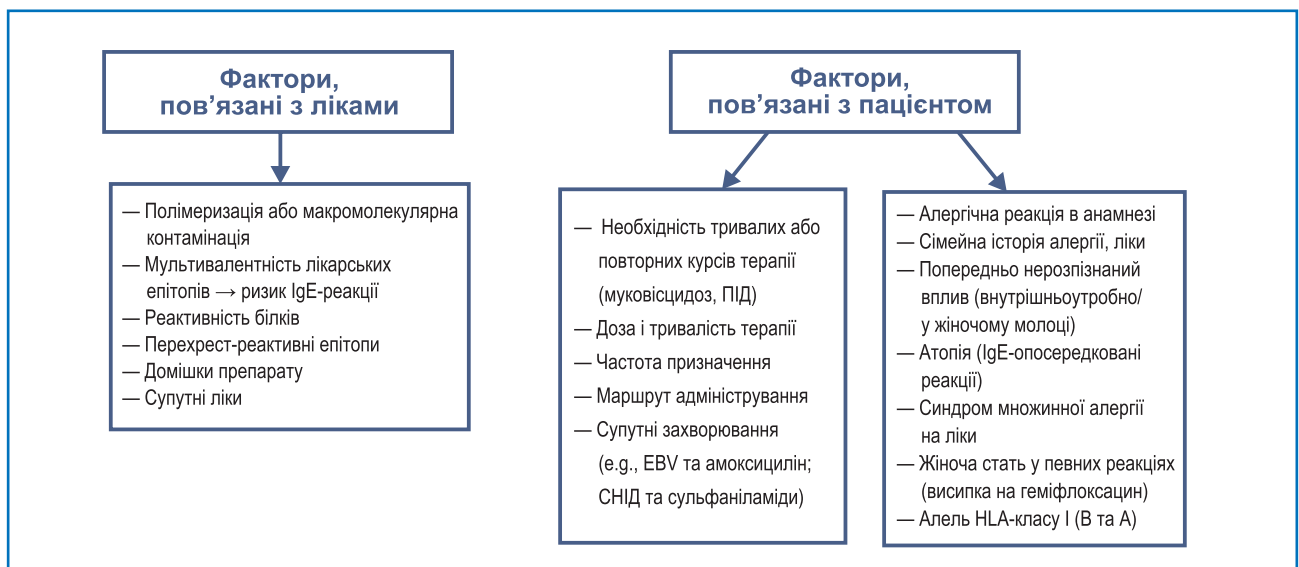 Фактори,
пов’язані з ліками
— Полімеризація або макромолекулярна
контамінація
— Мультивалентність лікарських
епітопів → ризик IgE-реакції
— Реактивність білків
— Перехрест-реактивні епітопи
— Домішки препарату
— Супутні ліки
Фактори,
пов’язані з пацієнтом
— Необхідність тривалих або
повторних курсів терапії
(муковісцидоз, ПІД)
— Доза і тривалість терапії
— Частота призначення
— Маршрут адміністрування
— Супутні захворювання
(e.g., EBV та амоксицилін;
СНІД та сульфаніламіди)
— Алергічна реакція в анамнезі
— Сімейна історія алергії, ліки
— Попередньо нерозпізнаний
вплив (внутрішньоутробно/
у жіночому молоці)
— Атопія (IgE-опосередковані
реакції)
— Синдром множинної алергії
на ліки
— Жіноча стать у певних реакціях
(висипка на геміфлоксацин)
— Алель HLA-класу I (B та A)